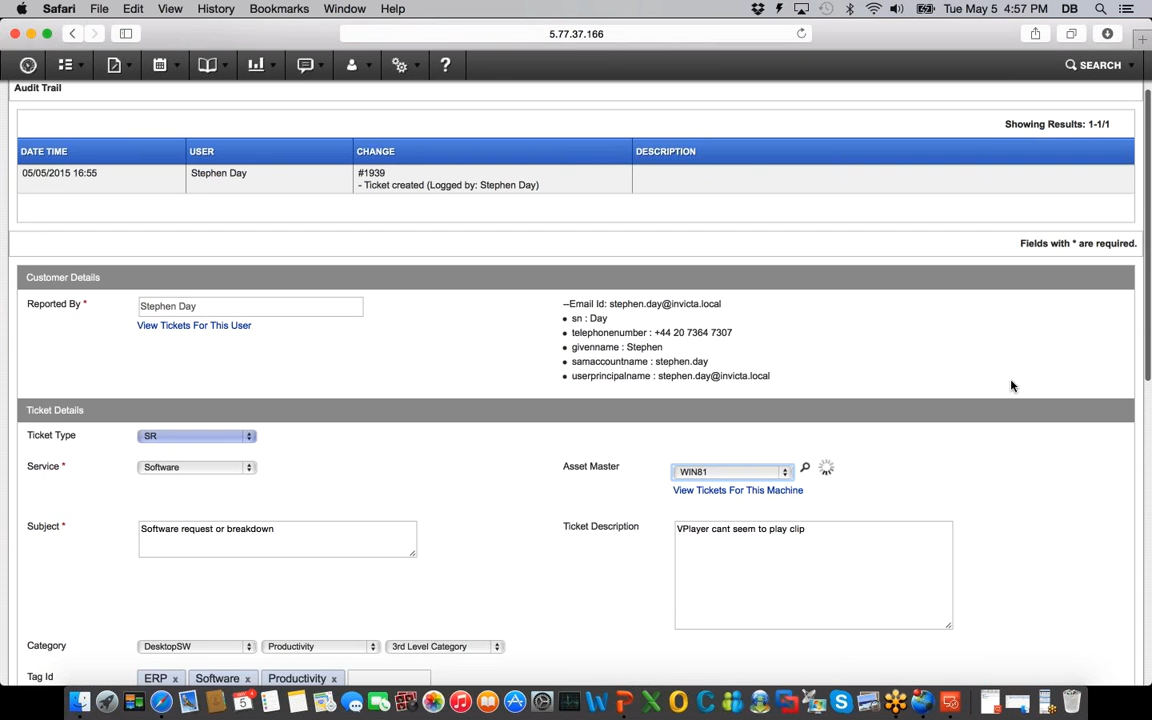 Safari File Edit View History Bookmarks Window Help Tue May 5 4:57 PM DB
5.77.37.166
? SEARCH
Audit Trail
Showing Results: 1-1/1
DATE TIME USER CHANGE DESCRIPTION
05/05/2015 16:55 Stephen Day #1939
- Ticket created (Logged by: Stephen Day)
Fields with * are required.
Customer Details
Reported By * Stephen Day
View Tickets For This User
--Email Id: stephen.day@invicta.local
sn : Day
telephonenumber : +44 20 7364 7307
givenname : Stephen
samaccountname : stephen.day
userprincipalname : stephen.day@invicta.local
Ticket Details
Ticket Type SR
Service * Software
Asset Master WIN81
View Tickets For This Machine
Subject * Software request or breakdown
Ticket Description VPlayer cant seem to play clip
Category DesktopSW Productivity 3rd Level Category
Tag Id ERP x Software x Productivity x